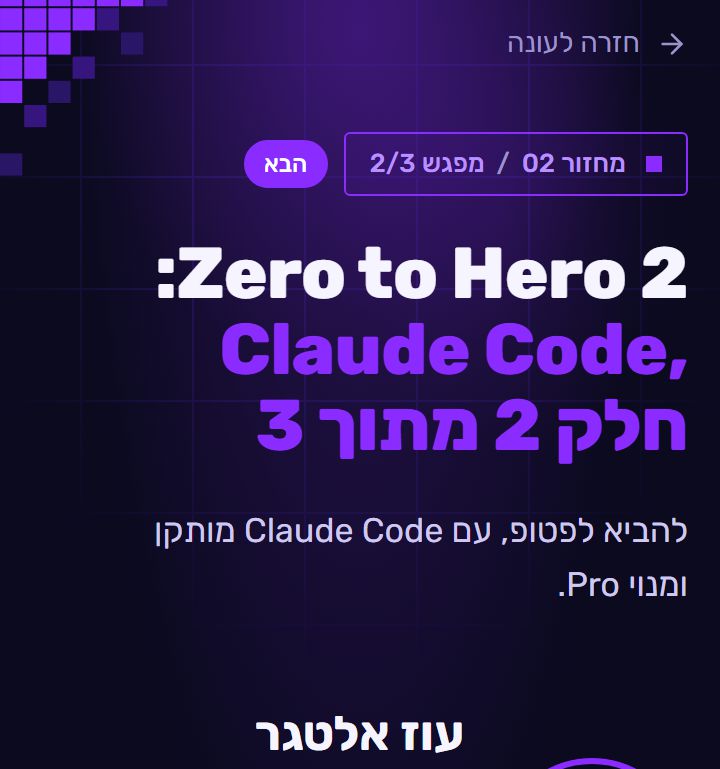 חזרה לעונה
מחזור 02 / מפגש 2/3
הבא
Zero to Hero 2:
Claude Code,
חלק 2 מתוך 3
להביא לפטופ, עם Claude Code מותקן
ומנוי Pro.
עוז אלטגר